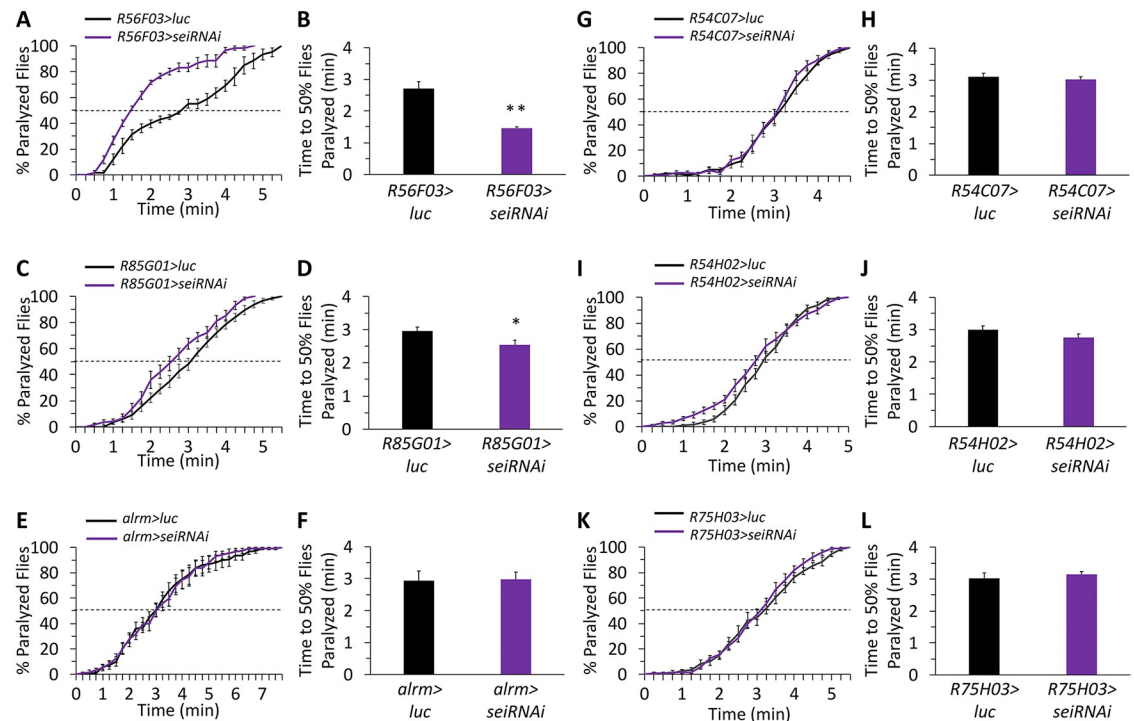 A
R56F03>luc
R56F03>seiRNAi
% Paralyzed Flies
100
80
60
40
20
0
0 1 2 3 4 5
Time (min)
B
Time to 50% Flies
Paralyzed (min)
4
3
2
1
0
**
R56F03> R56F03>
luc seiRNAi
G
R54C07>luc
R54C07>seiRNAi
% Paralyzed Flies
100
80
60
40
20
0
0 1 2 3 4
Time (min)
H
Time to 50% Flies
Paralyzed (min)
4
3
2
1
0
R54C07> R54C07>
luc seiRNAi
C
R85G01>luc
R85G01>seiRNAi
% Paralyzed Flies
100
80
60
40
20
0
0 1 2 3 4 5
Time (min)
D
Time to 50% Flies
Paralyzed (min)
4
3
2
1
0
*
R85G01> R85G01>
luc seiRNAi
I
R54H02>luc
R54H02>seiRNAi
% Paralyzed Flies
100
80
60
40
20
0
0 1 2 3 4 5
Time (min)
J
Time to 50% Flies
Paralyzed (min)
4
3
2
1
0
R54H02> R54H02>
luc seiRNAi
E
alrm>luc
alrm>seiRNAi
% Paralyzed Flies
100
80
60
40
20
0
0 1 2 3 4 5 6 7
Time (min)
F
Time to 50% Flies
Paralyzed (min)
4
3
2
1
0
alrm> alrm>
luc seiRNAi
K
R75H03>luc
R75H03>seiRNAi
% Paralyzed Flies
100
80
60
40
20
0
0 1 2 3 4 5
Time (min)
L
Time to 50% Flies
Paralyzed (min)
4
3
2
1
0
R75H03> R75H03>
luc seiRNAi